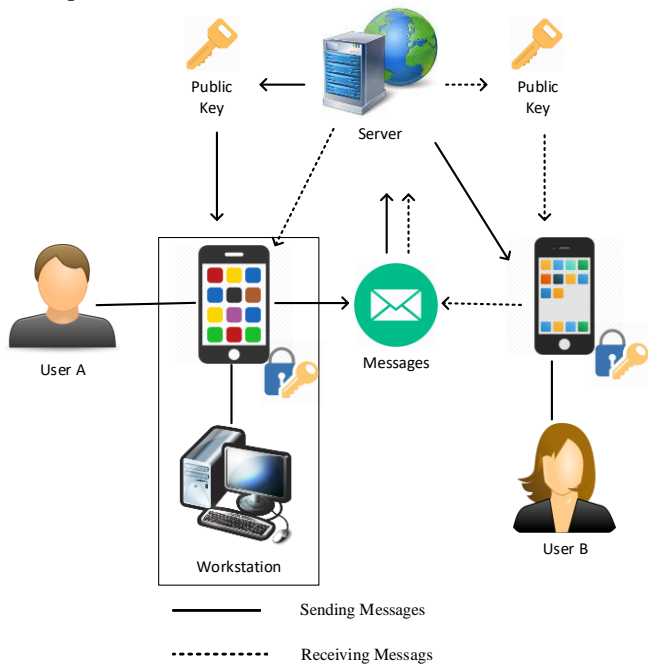 Public
Key
Server
Public
Key
User A
Messages
Workstation
User B
Sending Messages
Receiving Messags